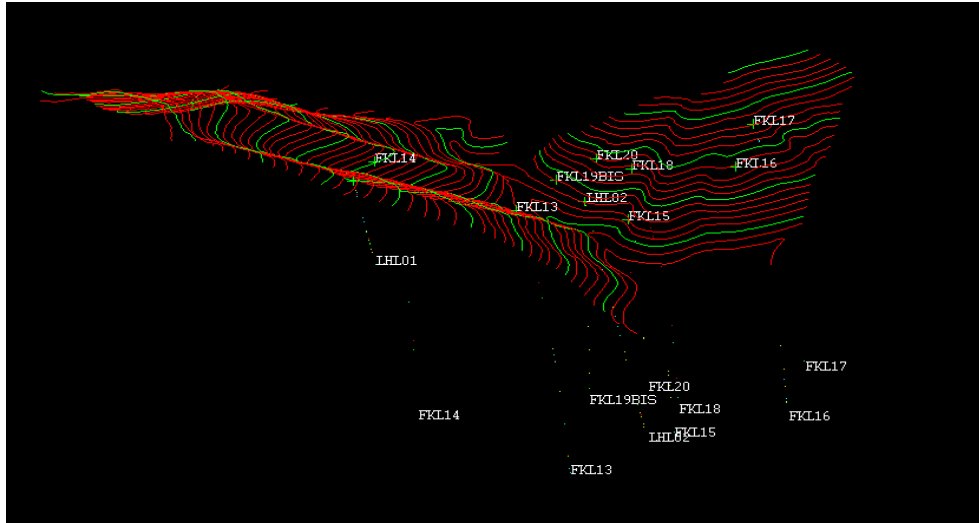 FKL17
FKL20
FKL14
FKL18
FKL16
FKL19BIS
LHL02
FKL13
FKL15
LHL01
FKL17
FKL20
FKL19BIS
FKL18
FKL14
FKL16
FKL15
LHL02
FKL13